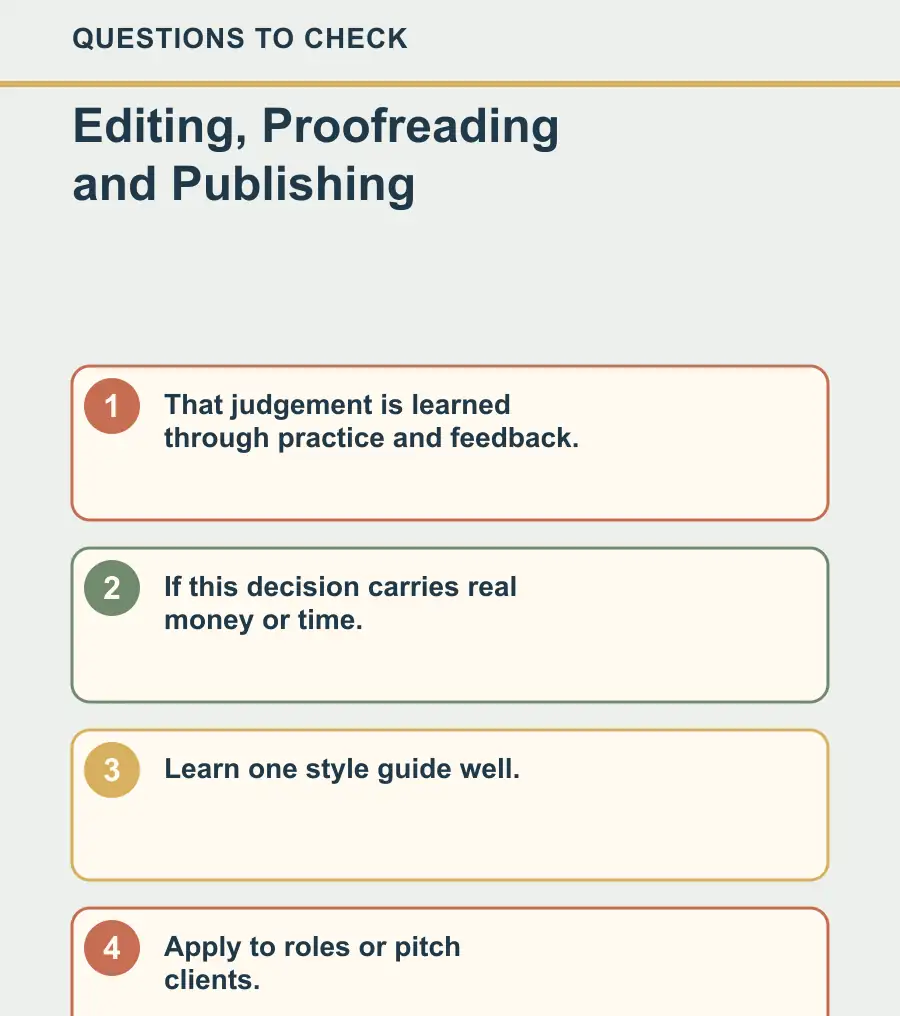 QUESTIONS TO CHECK
Editing, Proofreading
and Publishing
1
That judgement is learned
through practice and feedback.
2
If this decision carries real
money or time.
3
Learn one style guide well.
4
Apply to roles or pitch
clients.